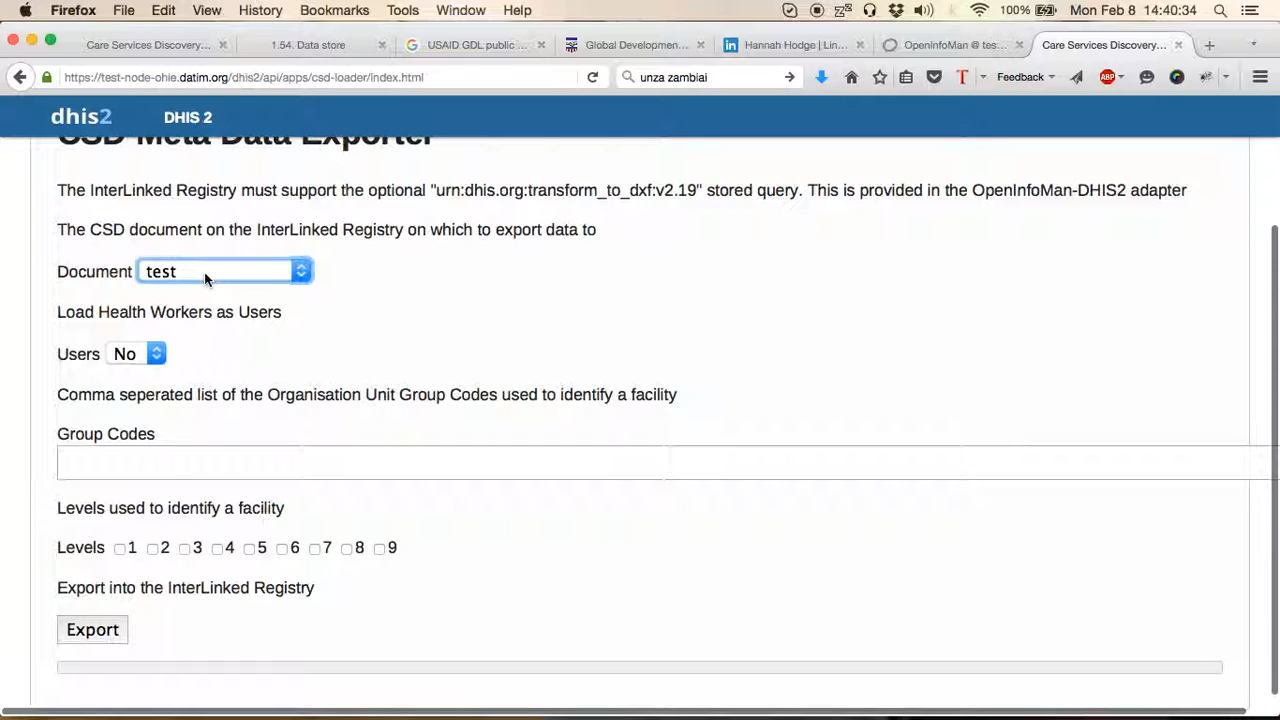 Firefox File Edit View History Bookmarks Tools Window Help 100% Mon Feb 8 14:40:34
Care Services Discovery... 1.54. Data store USAID GDL public ... Global Developmen... Hannah Hodge | Lin... OpenInfoMan @ tes... Care Services Discovery...
https://test-node-ohie.datim.org/dhis2/api/apps/csd-loader/index.html unza zambiai Feedback
dhis2 DHIS 2
CSD Meta Data Exporter
The InterLinked Registry must support the optional "urn:dhis.org:transform_to_dxf:v2.19" stored query. This is provided in the OpenInfoMan-DHIS2 adapter
The CSD document on the InterLinked Registry on which to export data to
Document test
Load Health Workers as Users
Users No
Comma seperated list of the Organisation Unit Group Codes used to identify a facility
Group Codes
Levels used to identify a facility
Levels 1 2 3 4 5 6 7 8 9
Export into the InterLinked Registry
Export